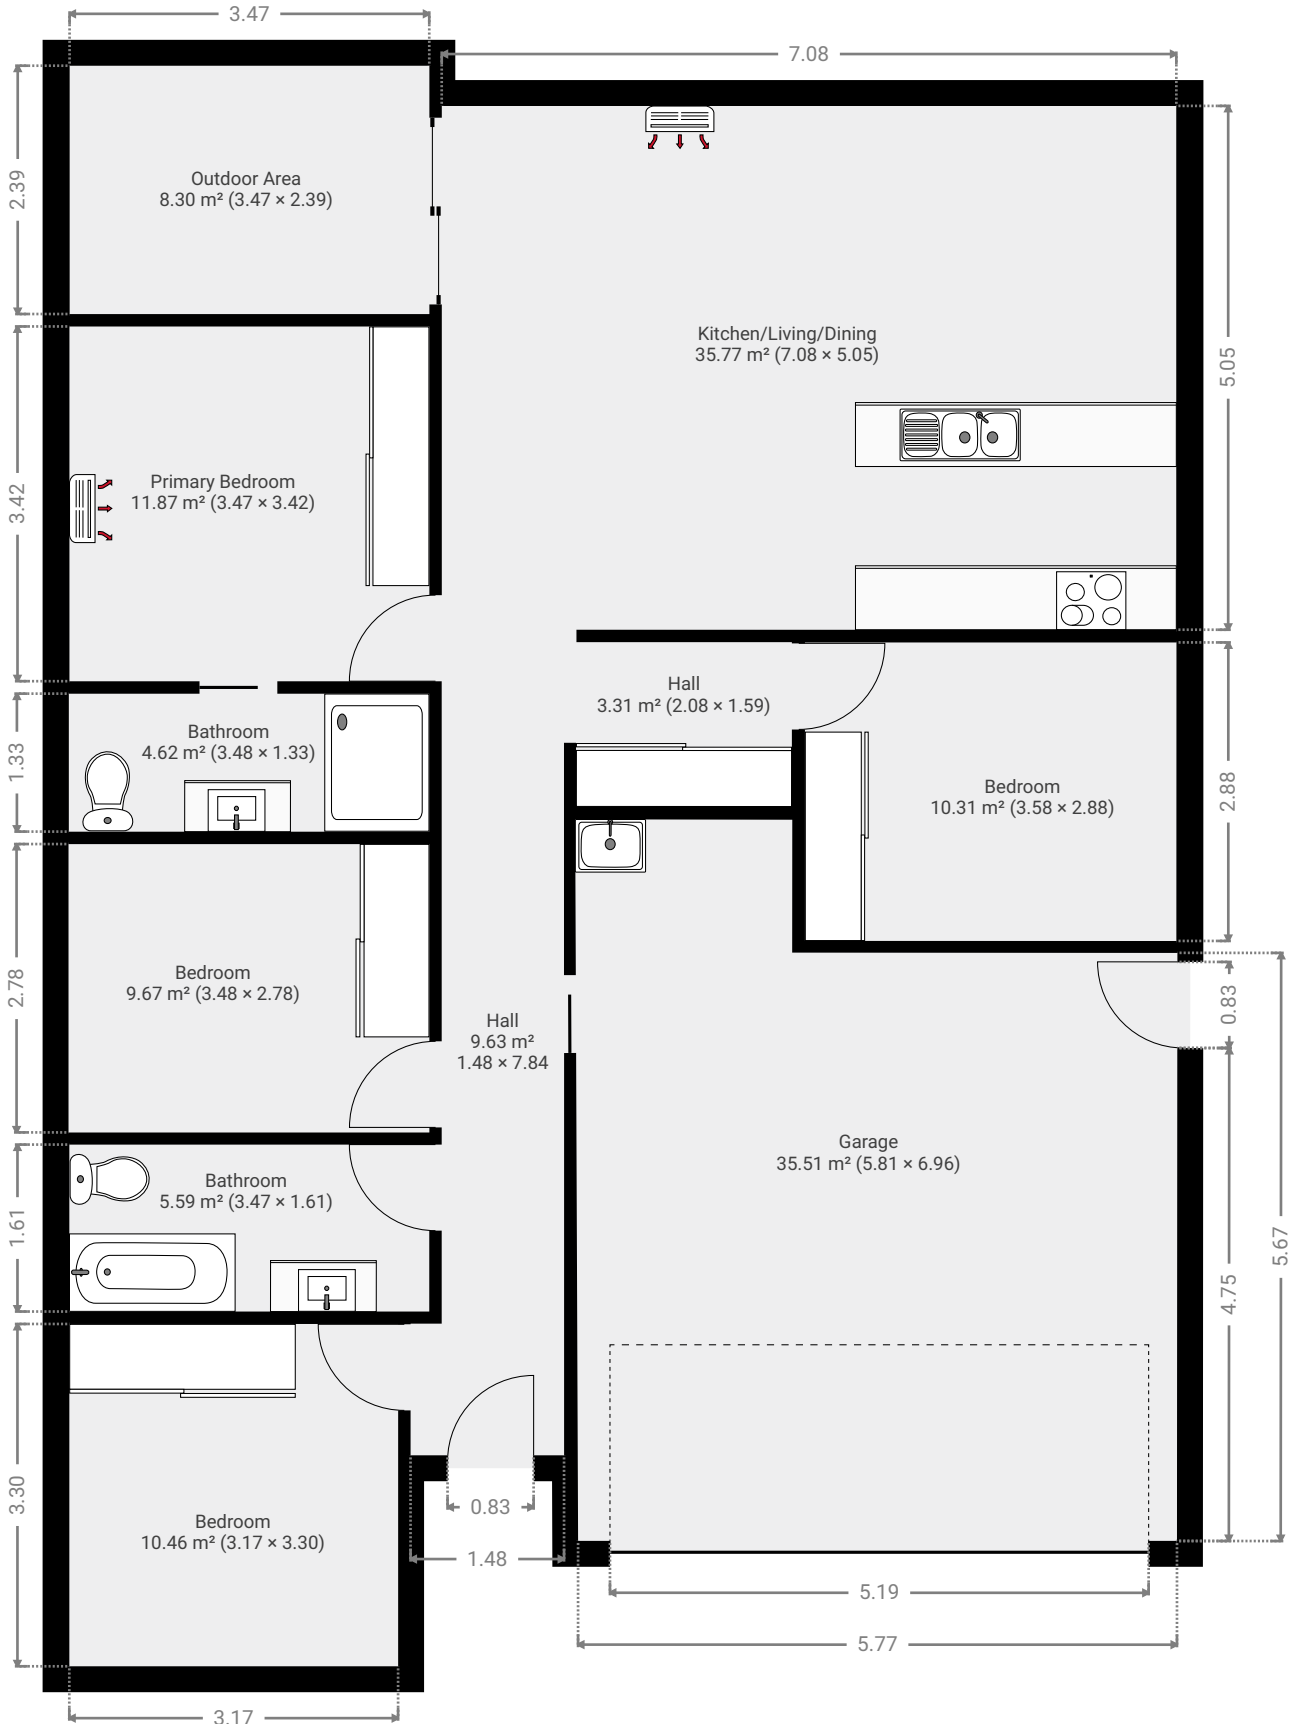 3.47
7.08
Outdoor Area
8.30 m² (3.47 × 2.39)
2.39
Kitchen/Living/Dining
35.77 m² (7.08 × 5.05)
5.05
Primary Bedroom
11.87 m² (3.47 × 3.42)
3.42
Hall
3.31 m² (2.08 × 1.59)
Bathroom
4.62 m² (3.48 × 1.33)
1.33
Bedroom
10.31 m² (3.58 × 2.88)
2.88
Bedroom
9.67 m² (3.48 × 2.78)
2.78
Hall
9.63 m²
1.48 × 7.84
0.83
Garage
35.51 m² (5.81 × 6.96)
Bathroom
5.59 m² (3.47 × 1.61)
1.61
5.67
4.75
3.30
0.83
Bedroom
10.46 m² (3.17 × 3.30)
1.48
5.19
5.77
3.17